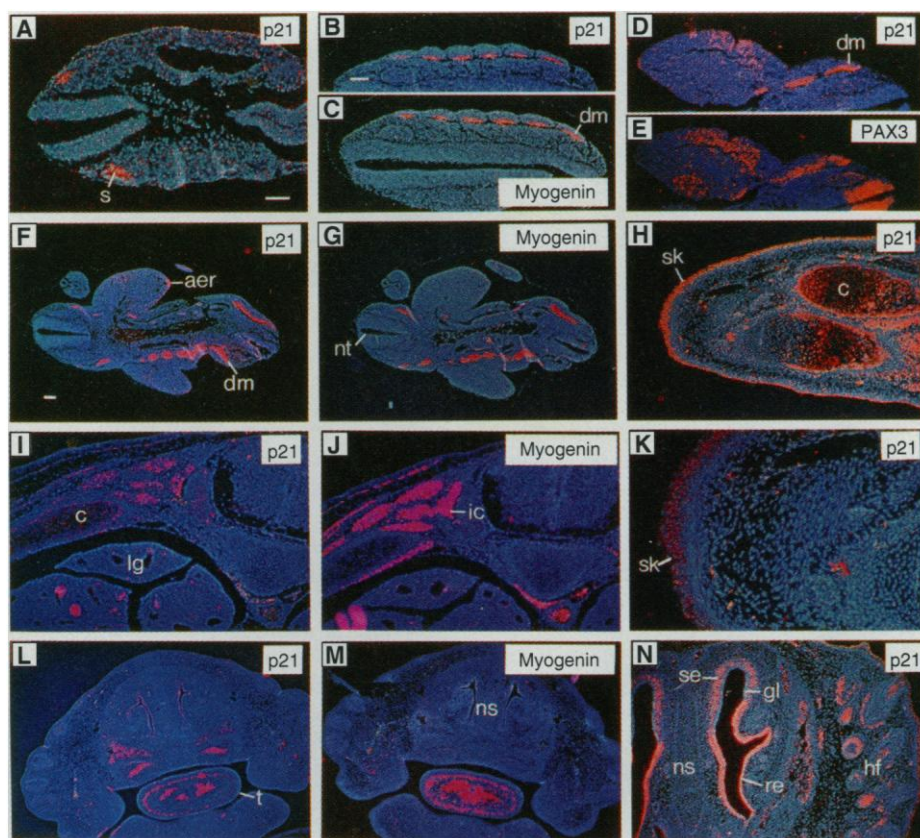 A p21
s
B p21
C dm
Myogenin
D p21
dm
E PAX3
F p21
aer
dm
G Myogenin
nt
H p21
sk
c
I p21
c
lg
J Myogenin
ic
K p21
sk
L p21
t
M Myogenin
ns
N
se
gl
ns
re
hf
p21